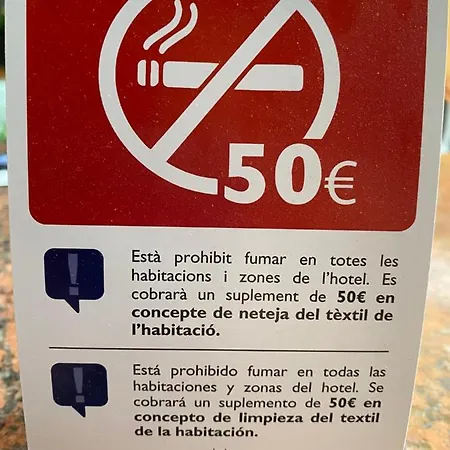 50€
Està prohibit fumar en totes les
habitacions i zones de l'hotel. Es
cobrarà un suplement de 50€ en
concepte de neteja del tèxtil de
l'habitació.
Está prohibido fumar en todas las
habitaciones y zonas del hotel. Se
cobrará un suplemento de 50€ en
concepto de limpieza del textil
de la habitación.